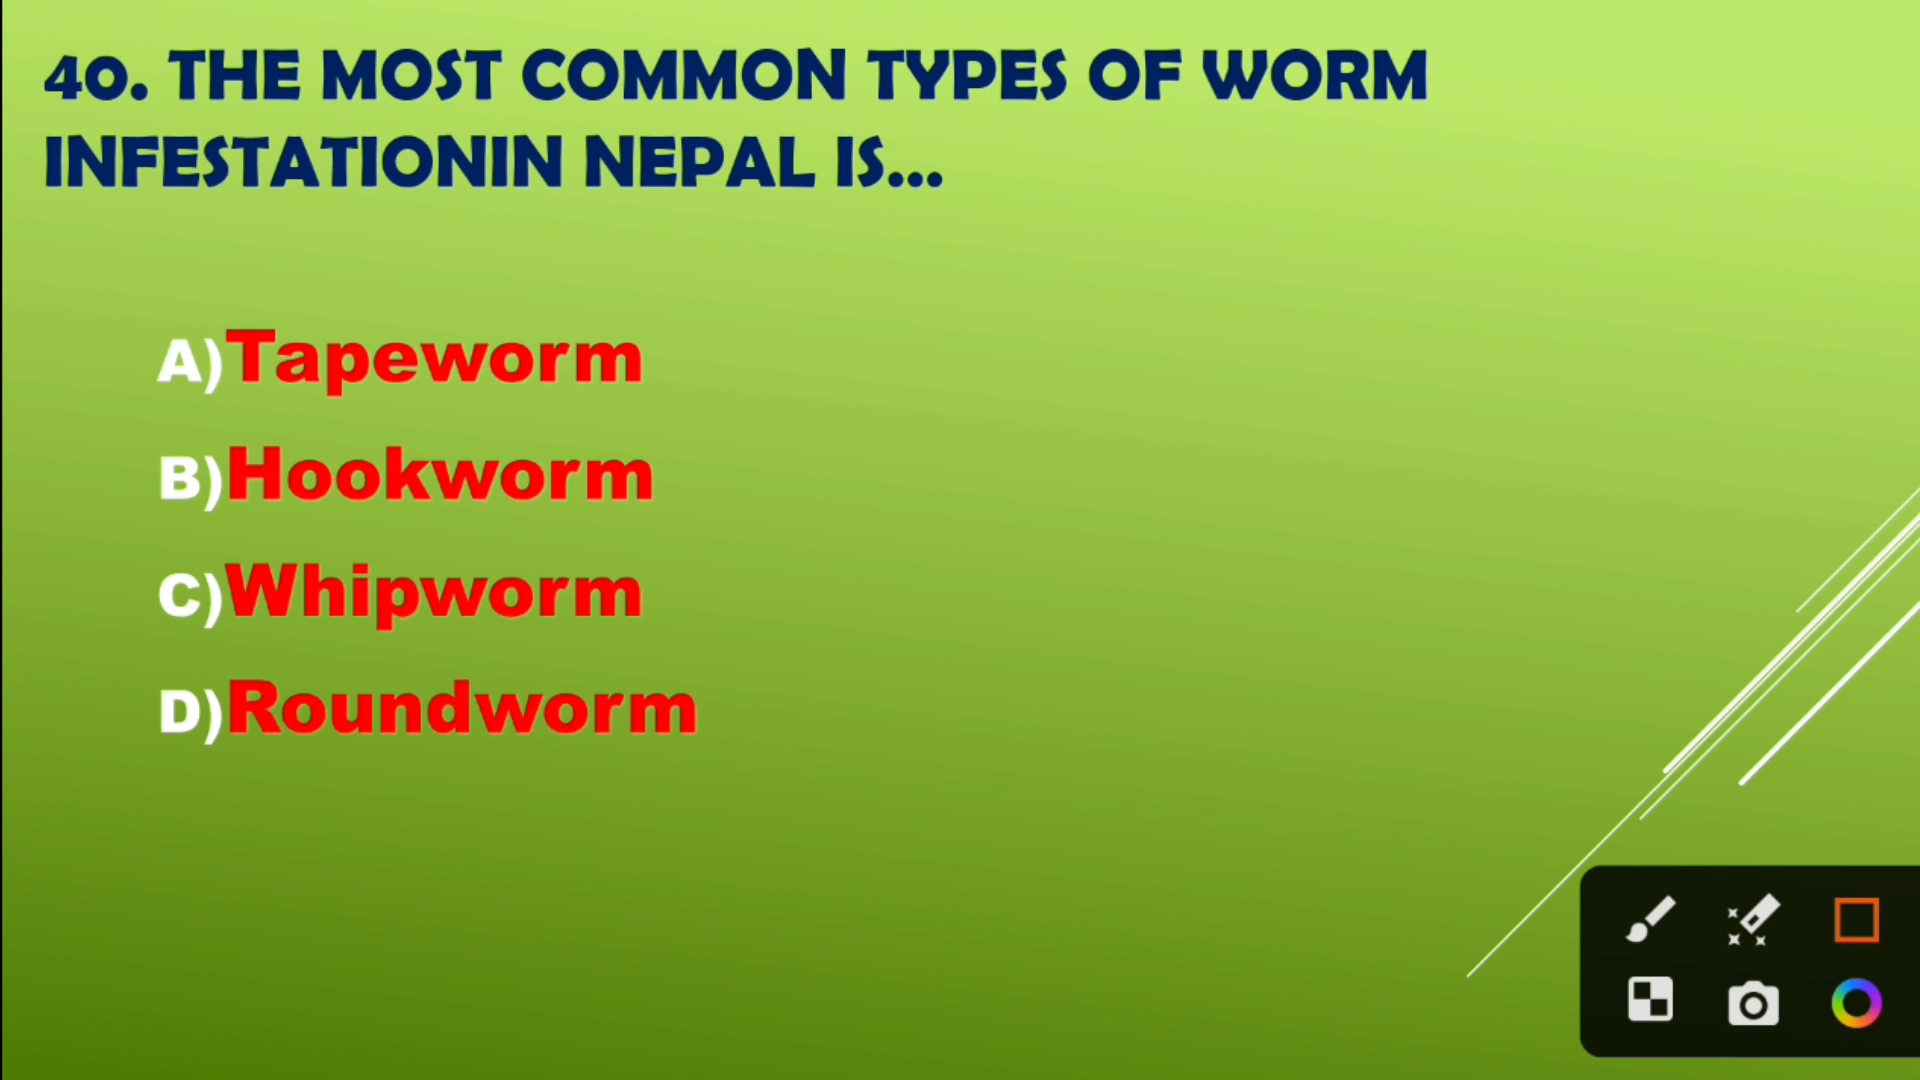 40. THE MOST COMMON TYPES OF WORM
INFESTATIONIN NEPAL IS...
A)Tapeworm
B)Hookworm
C)Whipworm
D)Roundworm